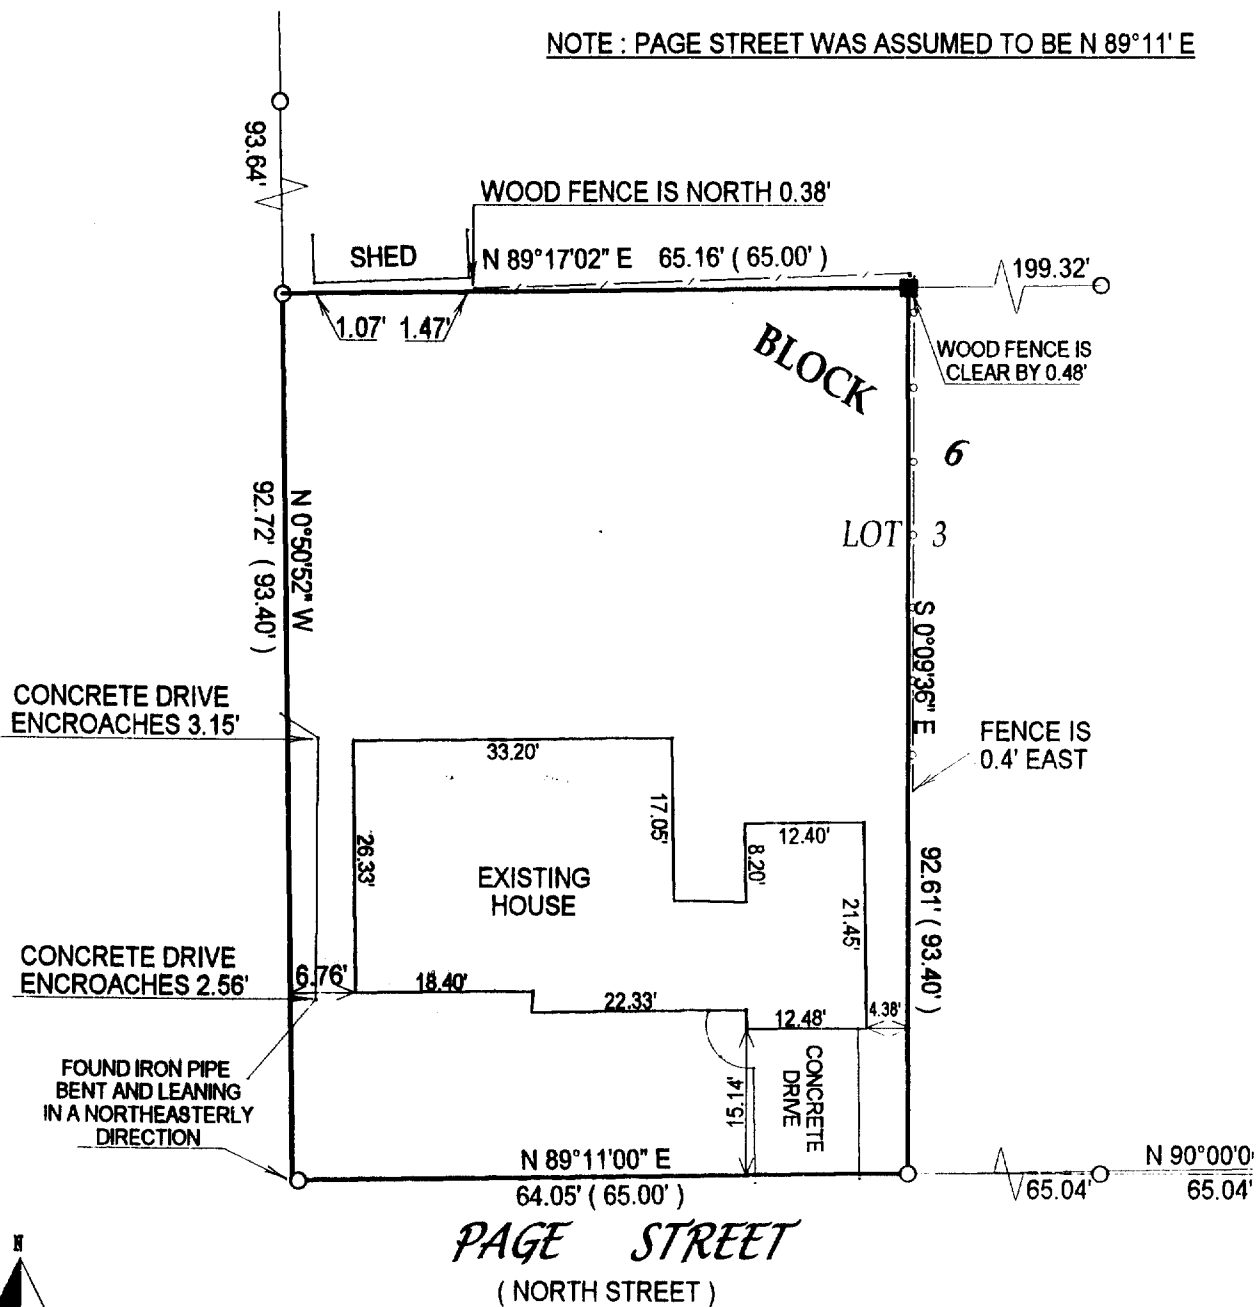 NOTE : PAGE STREET WAS ASSUMED TO BE N 89°11' E
93.64'
WOOD FENCE IS NORTH 0.38'
SHED
N 89°17'02" E 65.16' ( 65.00' )
199.32'
1.07' 1.47'
WOOD FENCE IS
CLEAR BY 0.48'
BLOCK
6
LOT 3
N 0°50'52" W
92.72' ( 93.40' )
S 0°09'36" E
92.61' ( 93.40' )
CONCRETE DRIVE
ENCROACHES 3.15'
FENCE IS
0.4' EAST
33.20'
17.05'
12.40'
8.20'
26.33'
21.45'
EXISTING
HOUSE
CONCRETE DRIVE
ENCROACHES 2.56'
6.76'
18.40'
22.33'
12.48'
4.38'
FOUND IRON PIPE
BENT AND LEANING
IN A NORTHEASTERLY
DIRECTION
15.14'
CONCRETE
DRIVE
N 89°11'00" E
64.05' ( 65.00' )
65.04'
N 90°00'0
65.04'
PAGE STREET
( NORTH STREET )
N